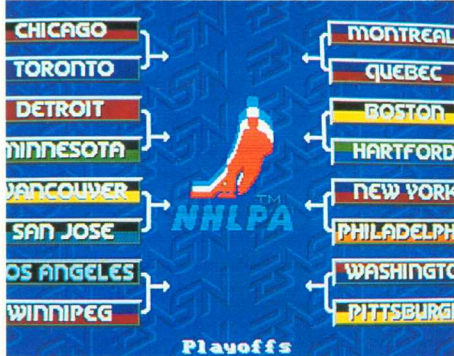 CHICAGO
TORONTO
DETROIT
MINNESOTA
VANCOUVER
SAN JOSE
OS ANGELES
WINNIPEG
MONTREAL
QUEBEC
BOSTON
HARTFORD
NEW YORK
PHILADELPH
WASHINGTO
PITTSBURG
NHLPA TM
Playoffs